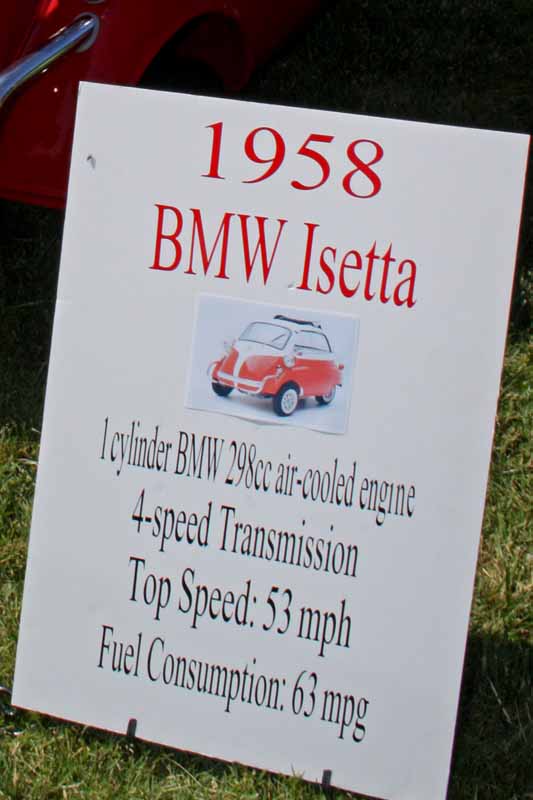 1958
BMW Isetta
1 cylinder BMW 298cc air-cooled engine
4-speed Transmission
Top Speed: 53 mph
Fuel Consumption: 63 mpg